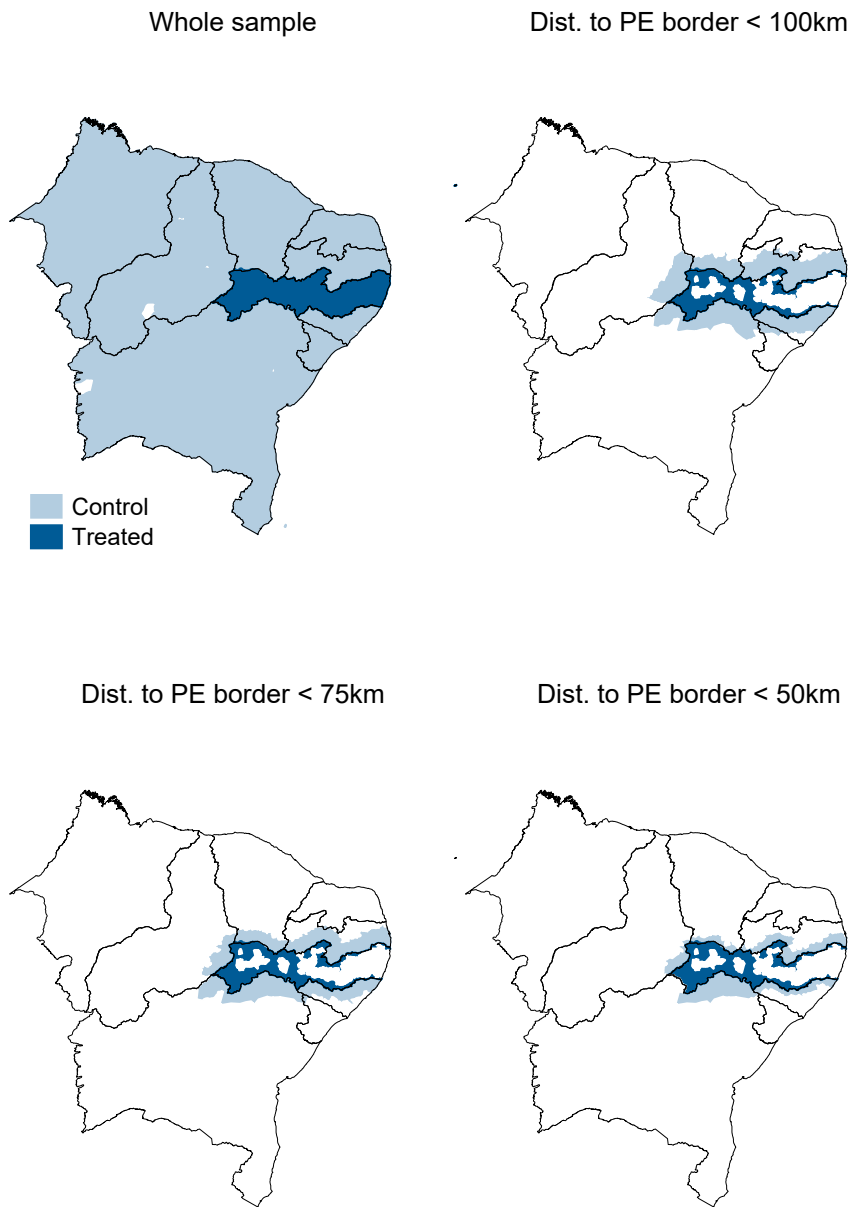 Whole sample
Dist. to PE border < 100km
Control
Treated
Dist. to PE border < 75km
Dist. to PE border < 50km